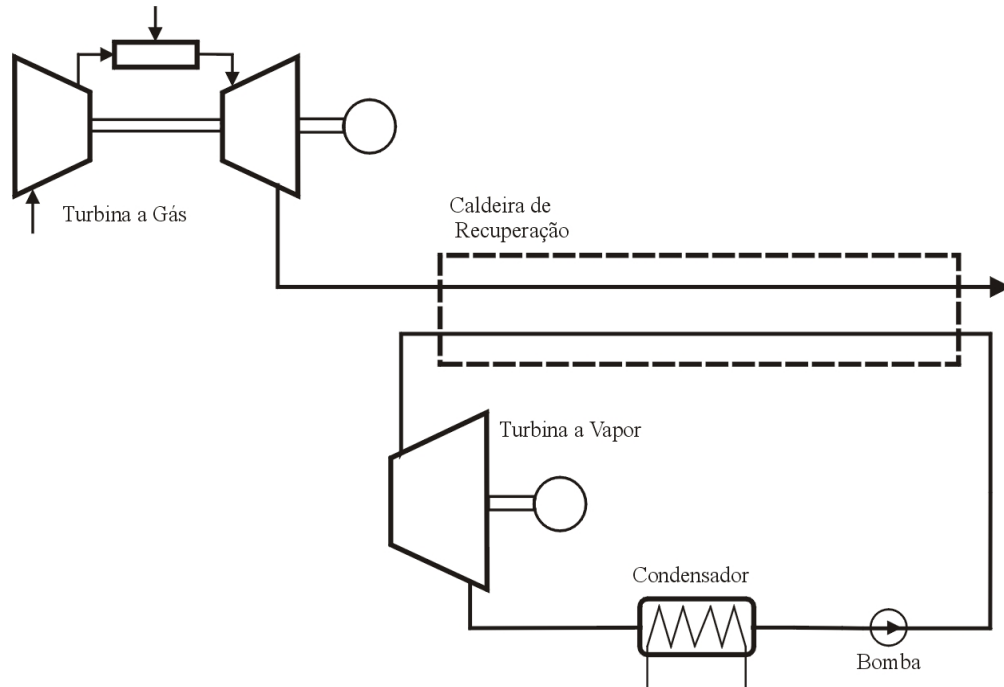 Turbina a Gás
Caldeira de
Recuperação
Turbina a Vapor
Condensador
Bomba